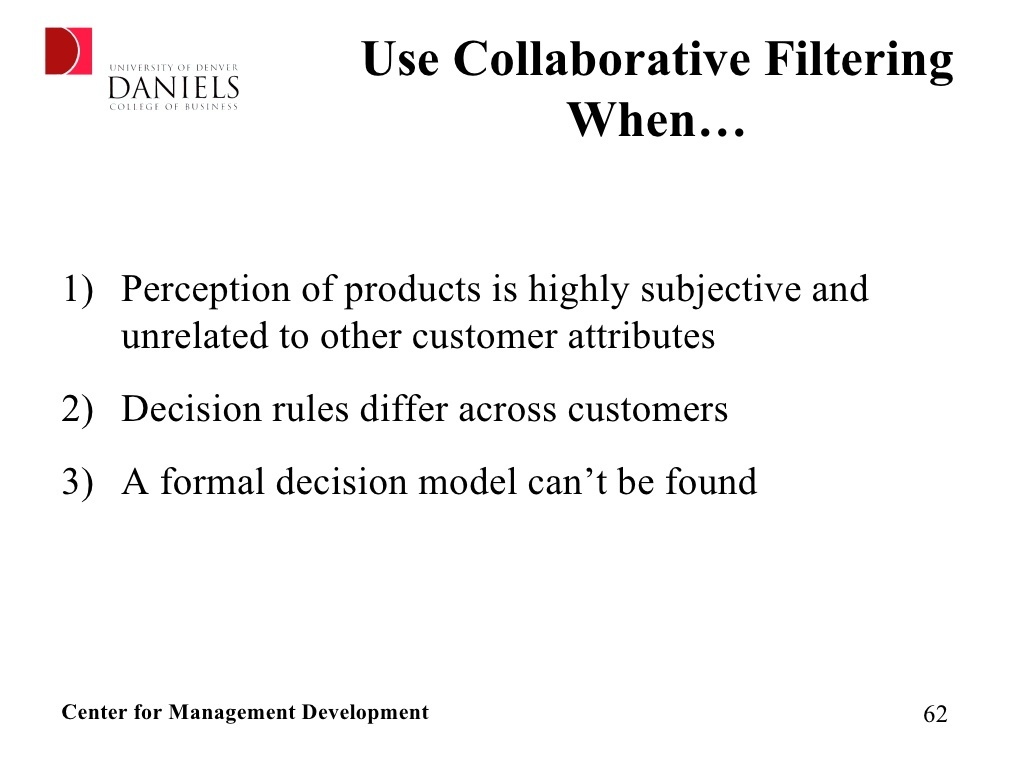 UNIVERSITY OF DENVER
DANIELS
COLLEGE OF BUSINESS
Use Collaborative Filtering
When…
1) Perception of products is highly subjective and
unrelated to other customer attributes
2) Decision rules differ across customers
3) A formal decision model can’t be found
Center for Management Development
62